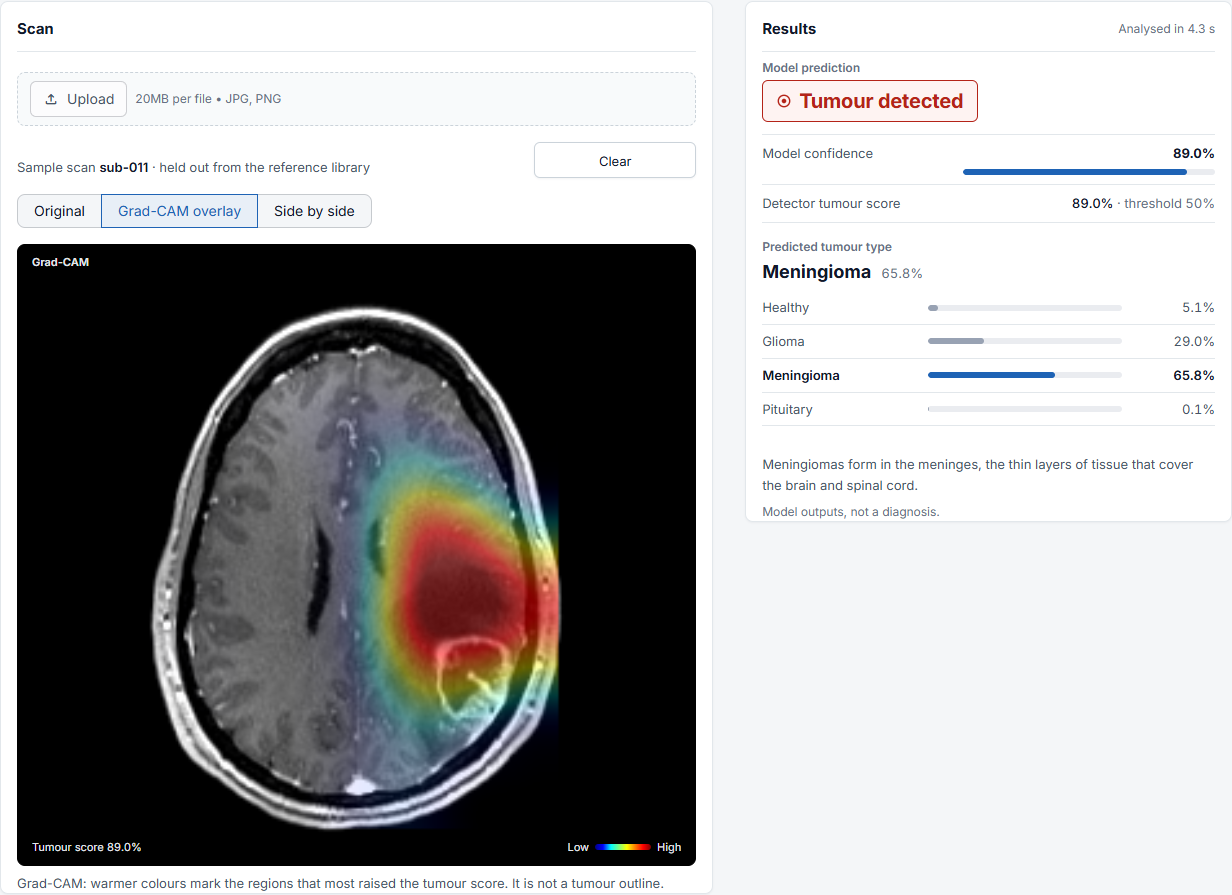 Scan
Upload 20MB per file • JPG, PNG
Sample scan sub-011 · held out from the reference library
Clear
Original Grad-CAM overlay Side by side
Grad-CAM
Tumour score 89.0%
Low High
Grad-CAM: warmer colours mark the regions that most raised the tumour score. It is not a tumour outline.
Results Analysed in 4.3 s
Model prediction
Tumour detected
Model confidence 89.0%
Detector tumour score 89.0% · threshold 50%
Predicted tumour type
Meningioma 65.8%
Healthy 5.1%
Glioma 29.0%
Meningioma 65.8%
Pituitary 0.1%
Meningiomas form in the meninges, the thin layers of tissue that cover
the brain and spinal cord.
Model outputs, not a diagnosis.